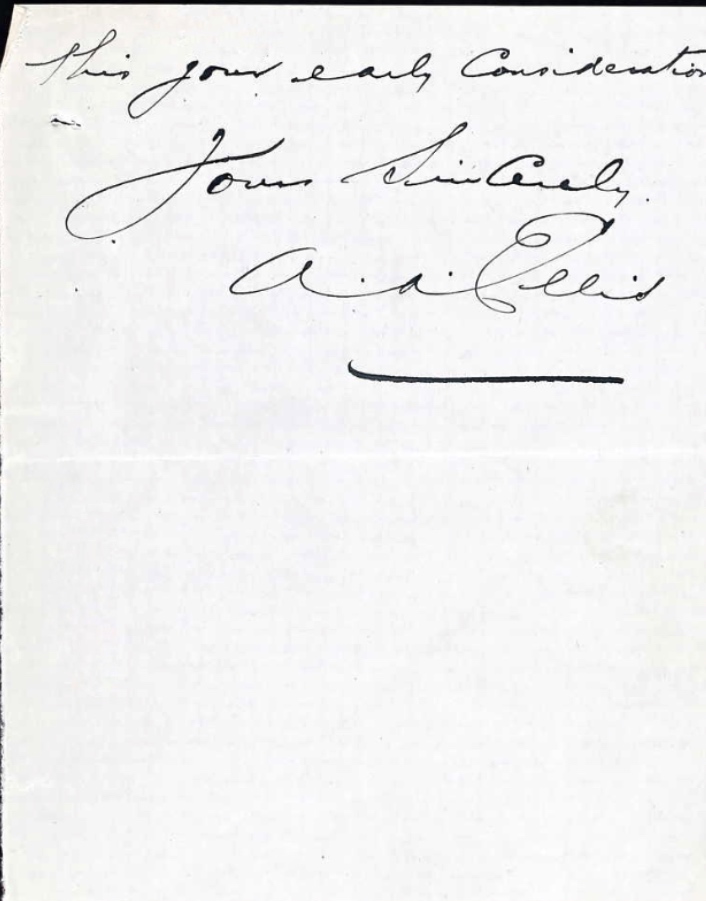 this your early Consideration
Yours Sincerely
A. A. Ellis